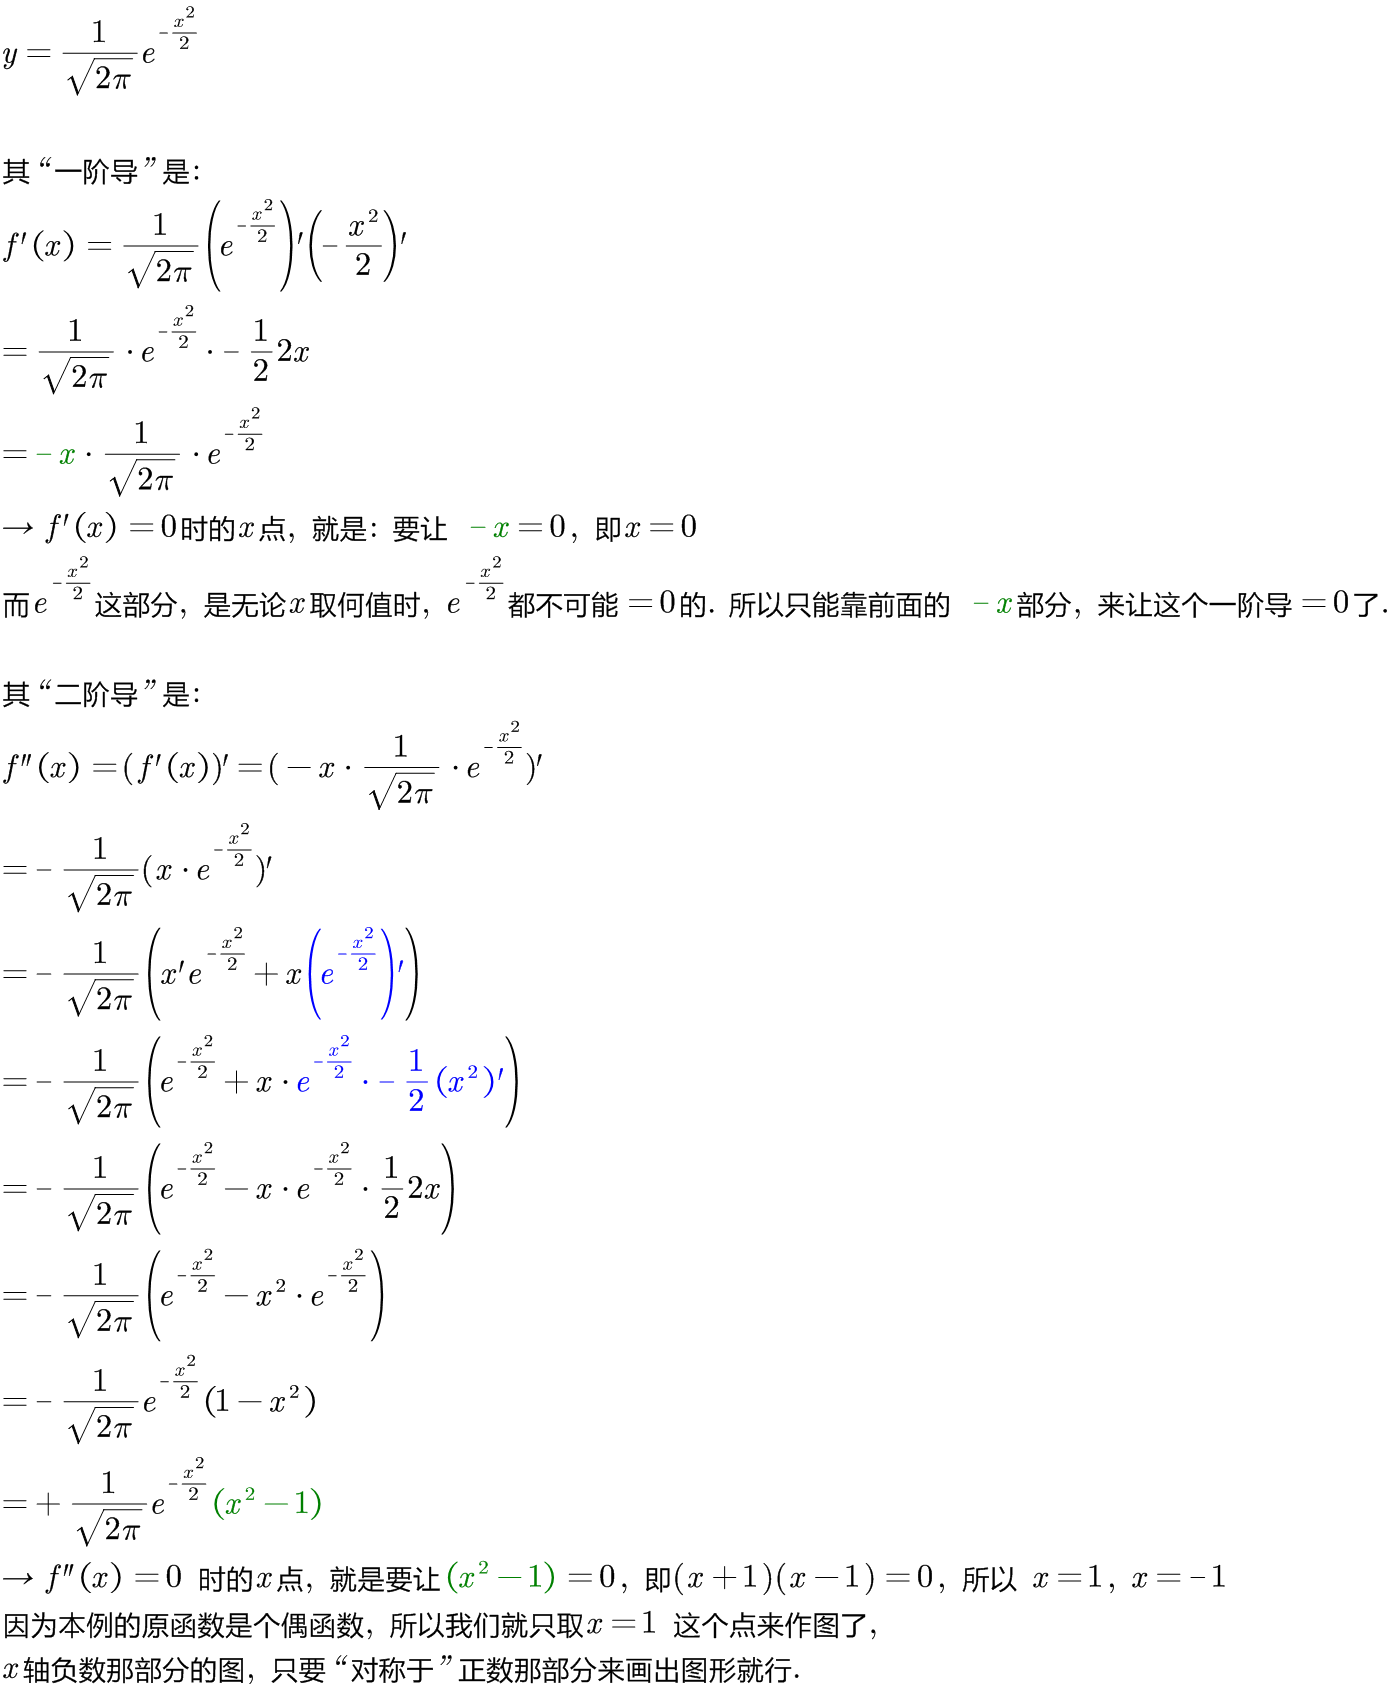 $y = \frac{1}{\sqrt{2\pi}} e^{-\frac{x^2}{2}}$
其“一阶导”是：
$f'(x) = \frac{1}{\sqrt{2\pi}} \left( e^{-\frac{x^2}{2}} \right)' \left( -\frac{x^2}{2} \right)'$
$= \frac{1}{\sqrt{2\pi}} \cdot e^{-\frac{x^2}{2}} \cdot -\frac{1}{2} 2x$
$= -x \cdot \frac{1}{\sqrt{2\pi}} \cdot e^{-\frac{x^2}{2}}$
$\rightarrow f'(x) = 0$时的$x$点，就是：要让 $-x = 0$，即$x = 0$
而$e^{-\frac{x^2}{2}}$这部分，是无论$x$取何值时，$e^{-\frac{x^2}{2}}$都不可能$= 0$的. 所以只能靠前面的 $-x$部分，来让这个一阶导$= 0$了.
其“二阶导”是：
$f''(x) = (f'(x))' = (-x \cdot \frac{1}{\sqrt{2\pi}} \cdot e^{-\frac{x^2}{2}})'$
$= -\frac{1}{\sqrt{2\pi}} (x \cdot e^{-\frac{x^2}{2}})'$
$= -\frac{1}{\sqrt{2\pi}} \left( x' e^{-\frac{x^2}{2}} + x \left( e^{-\frac{x^2}{2}} \right)' \right)$
$= -\frac{1}{\sqrt{2\pi}} \left( e^{-\frac{x^2}{2}} + x \cdot e^{-\frac{x^2}{2}} \cdot -\frac{1}{2} (x^2)' \right)$
$= -\frac{1}{\sqrt{2\pi}} \left( e^{-\frac{x^2}{2}} - x \cdot e^{-\frac{x^2}{2}} \cdot \frac{1}{2} 2x \right)$
$= -\frac{1}{\sqrt{2\pi}} \left( e^{-\frac{x^2}{2}} - x^2 \cdot e^{-\frac{x^2}{2}} \right)$
$= -\frac{1}{\sqrt{2\pi}} e^{-\frac{x^2}{2}} (1 - x^2)$
$= +\frac{1}{\sqrt{2\pi}} e^{-\frac{x^2}{2}} (x^2 - 1)$
$\rightarrow f''(x) = 0$ 时的$x$点，就是要让$(x^2 - 1) = 0$，即$(x + 1)(x - 1) = 0$，所以 $x = 1$，$x = -1$
因为本例的原函数是个偶函数，所以我们就只取$x = 1$ 这个点来作图了，
$x$轴负数那部分的图，只要“对称于”正数那部分来画出图形就行.